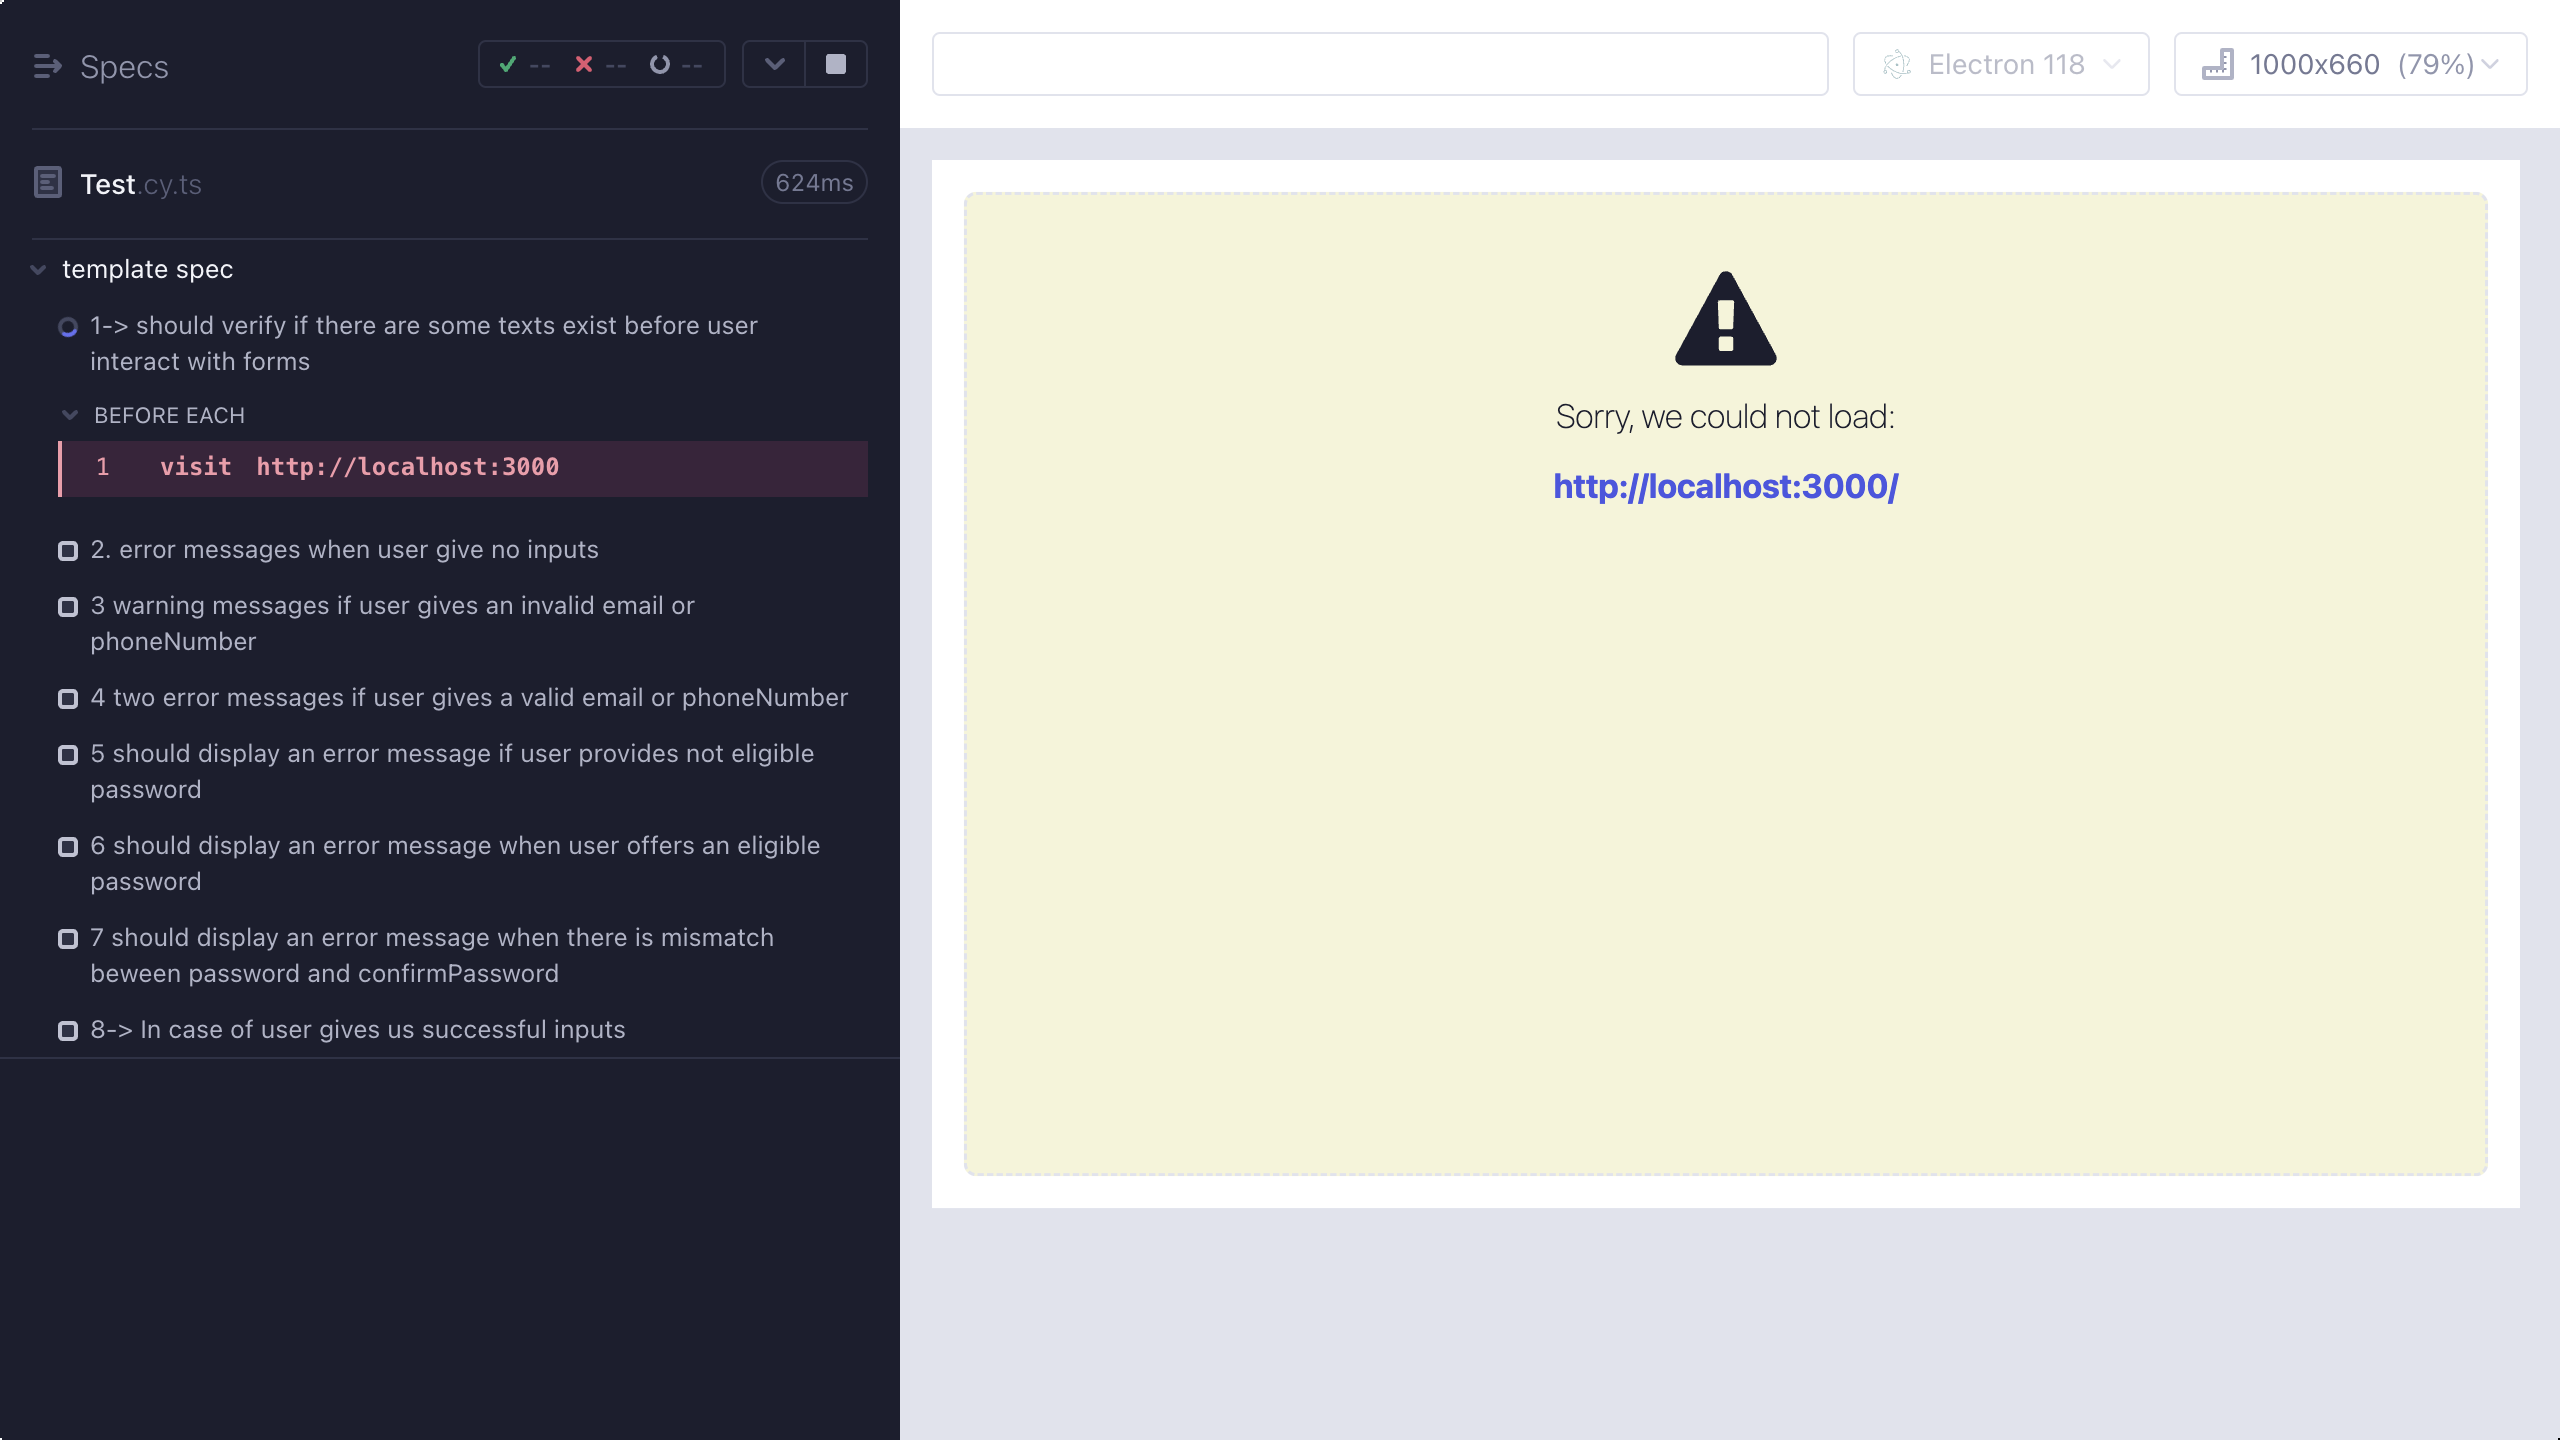 Specs
-- -- --
Test.cy.ts
624ms
template spec
1-> should verify if there are some texts exist before user
interact with forms
BEFORE EACH
1 visit http://localhost:3000
2. error messages when user give no inputs
3 warning messages if user gives an invalid email or
phoneNumber
4 two error messages if user gives a valid email or phoneNumber
5 should display an error message if user provides not eligible
password
6 should display an error message when user offers an eligible
password
7 should display an error message when there is mismatch
beween password and confirmPassword
8-> In case of user gives us successful inputs
Electron 118
1000x660 (79%)
Sorry, we could not load:
http://localhost:3000/